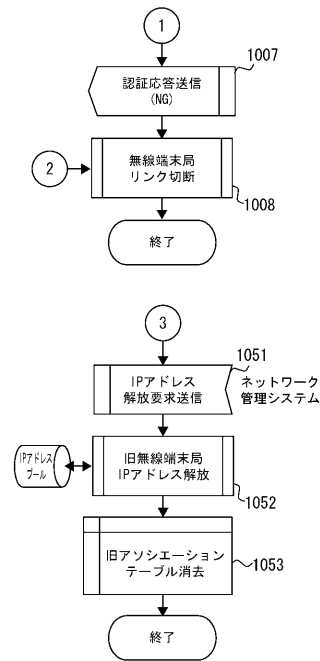 1
1007
認証応答送信
(NG)
2
無線端末局
リンク切断
1008
終了
3
1051
IPアドレス
解放要求送信
ネットワーク
管理システム
IPアドレス
プール
旧無線端末局
IPアドレス解放
1052
旧アソシエーション
テーブル消去
1053
終了